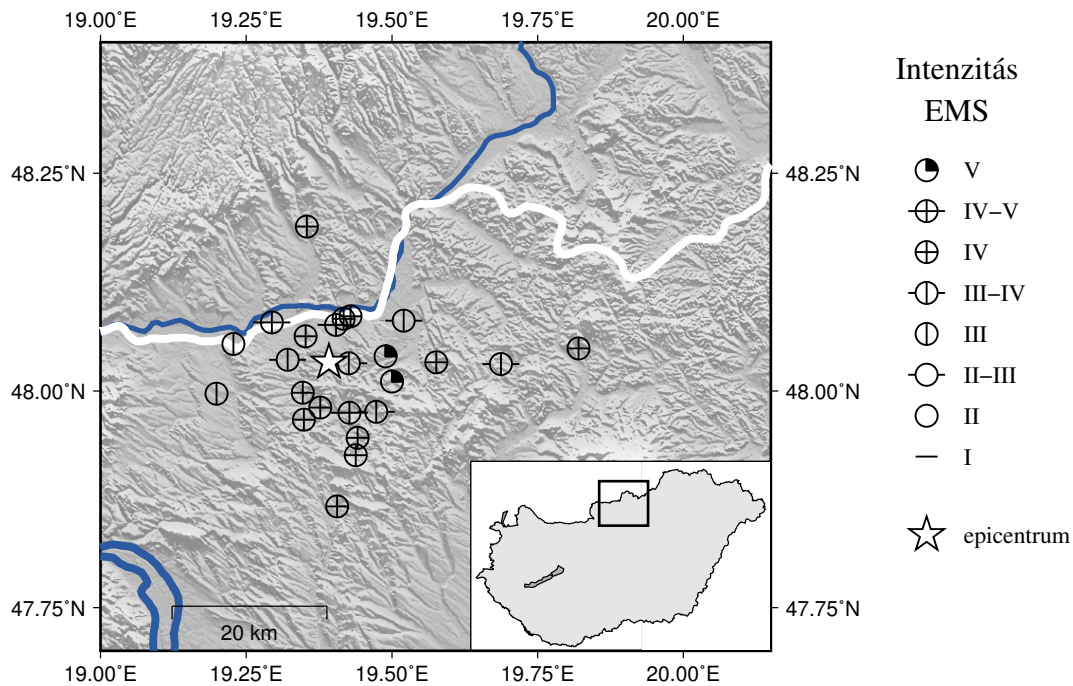 19.00°E 19.25°E 19.50°E 19.75°E 20.00°E
48.25°N 48.25°N
48.00°N 48.00°N
47.75°N 47.75°N
20 km
19.00°E 19.25°E 19.50°E 19.75°E 20.00°E
Intenzitás
EMS
V
IV–V
IV
III–IV
III
II–III
II
I
epicentrum